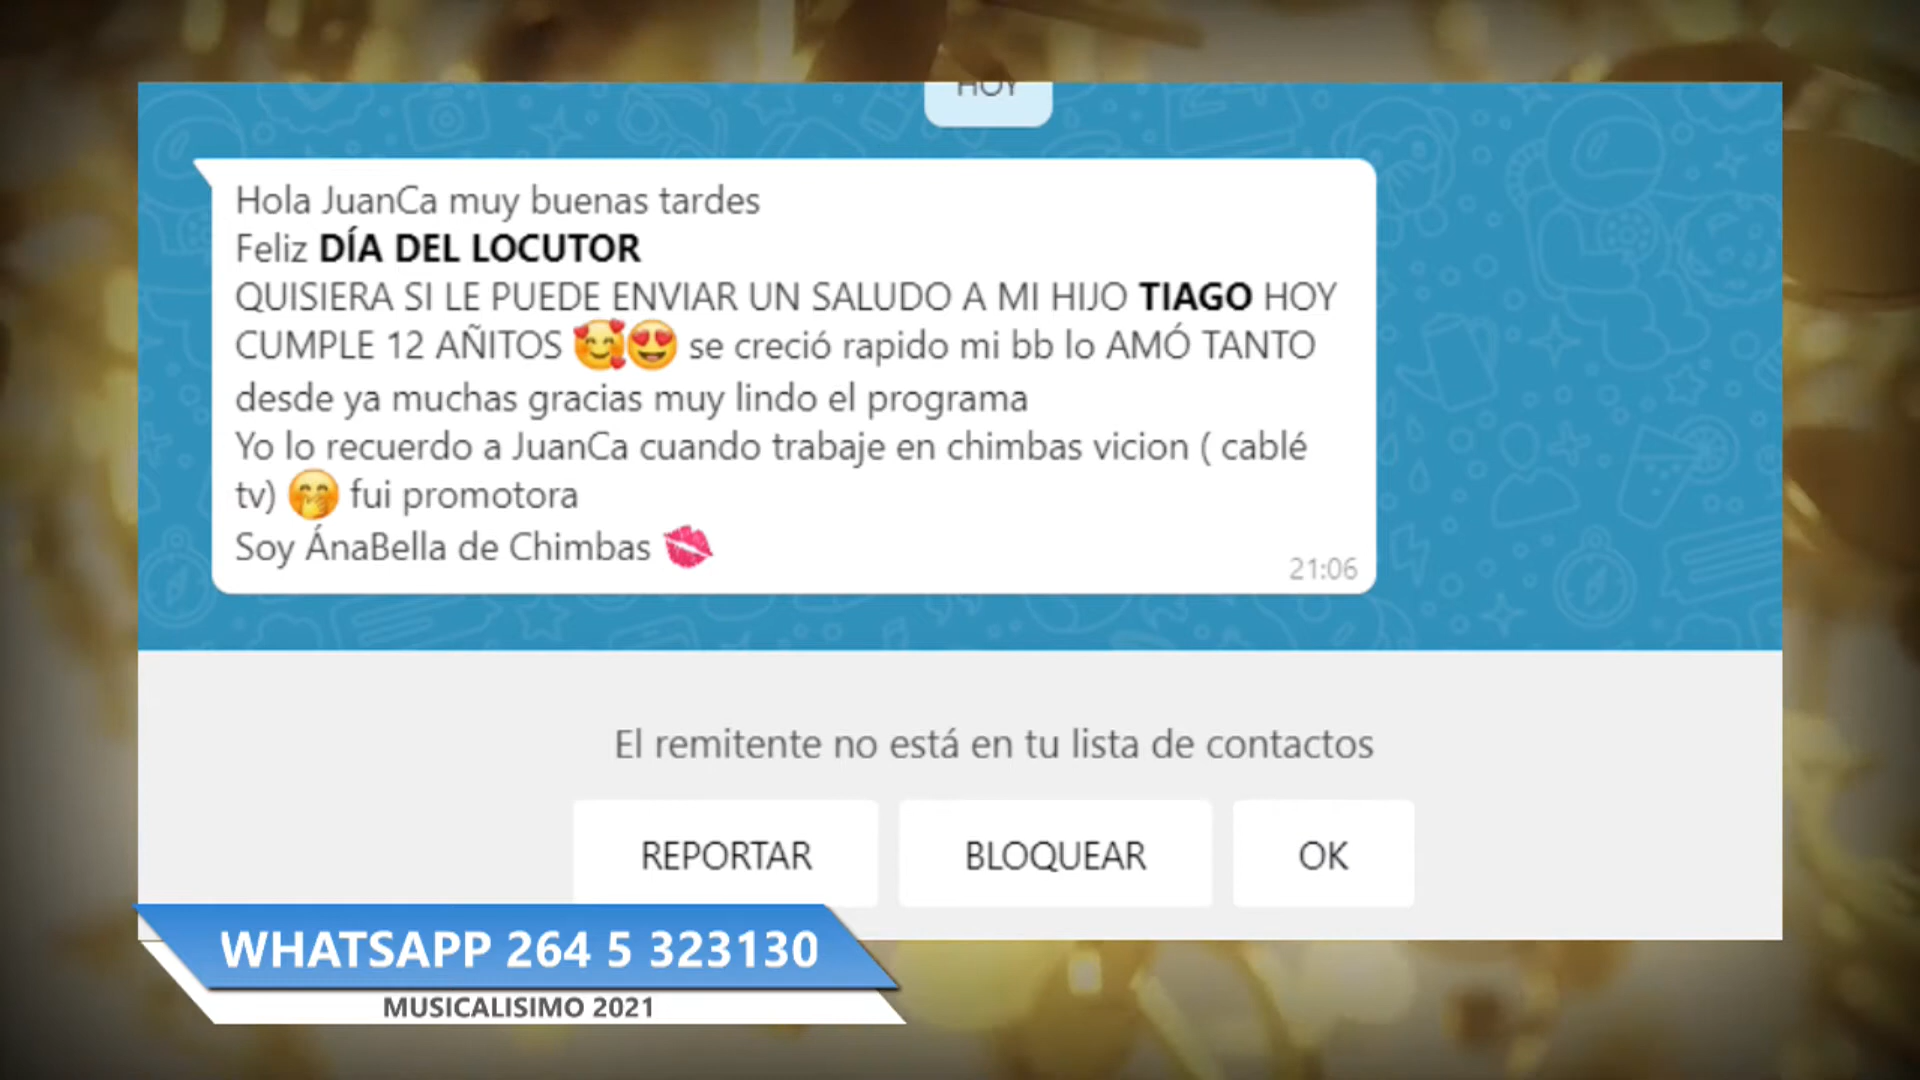 HOY
Hola JuanCa muy buenas tardes
Feliz DÍA DEL LOCUTOR
QUISIERA SI LE PUEDE ENVIAR UN SALUDO A MI HIJO TIAGO HOY
CUMPLE 12 AÑITOS 🥰😍 se creció rapido mi bb lo AMÓ TANTO
desde ya muchas gracias muy lindo el programa
Yo lo recuerdo a JuanCa cuando trabaje en chimbas vicion ( cablé
tv) 🤭 fui promotora
Soy ÁnaBella de Chimbas 💋
21:06
El remitente no está en tu lista de contactos
REPORTAR BLOQUEAR OK
WHATSAPP 264 5 323130
MUSICALISIMO 2021